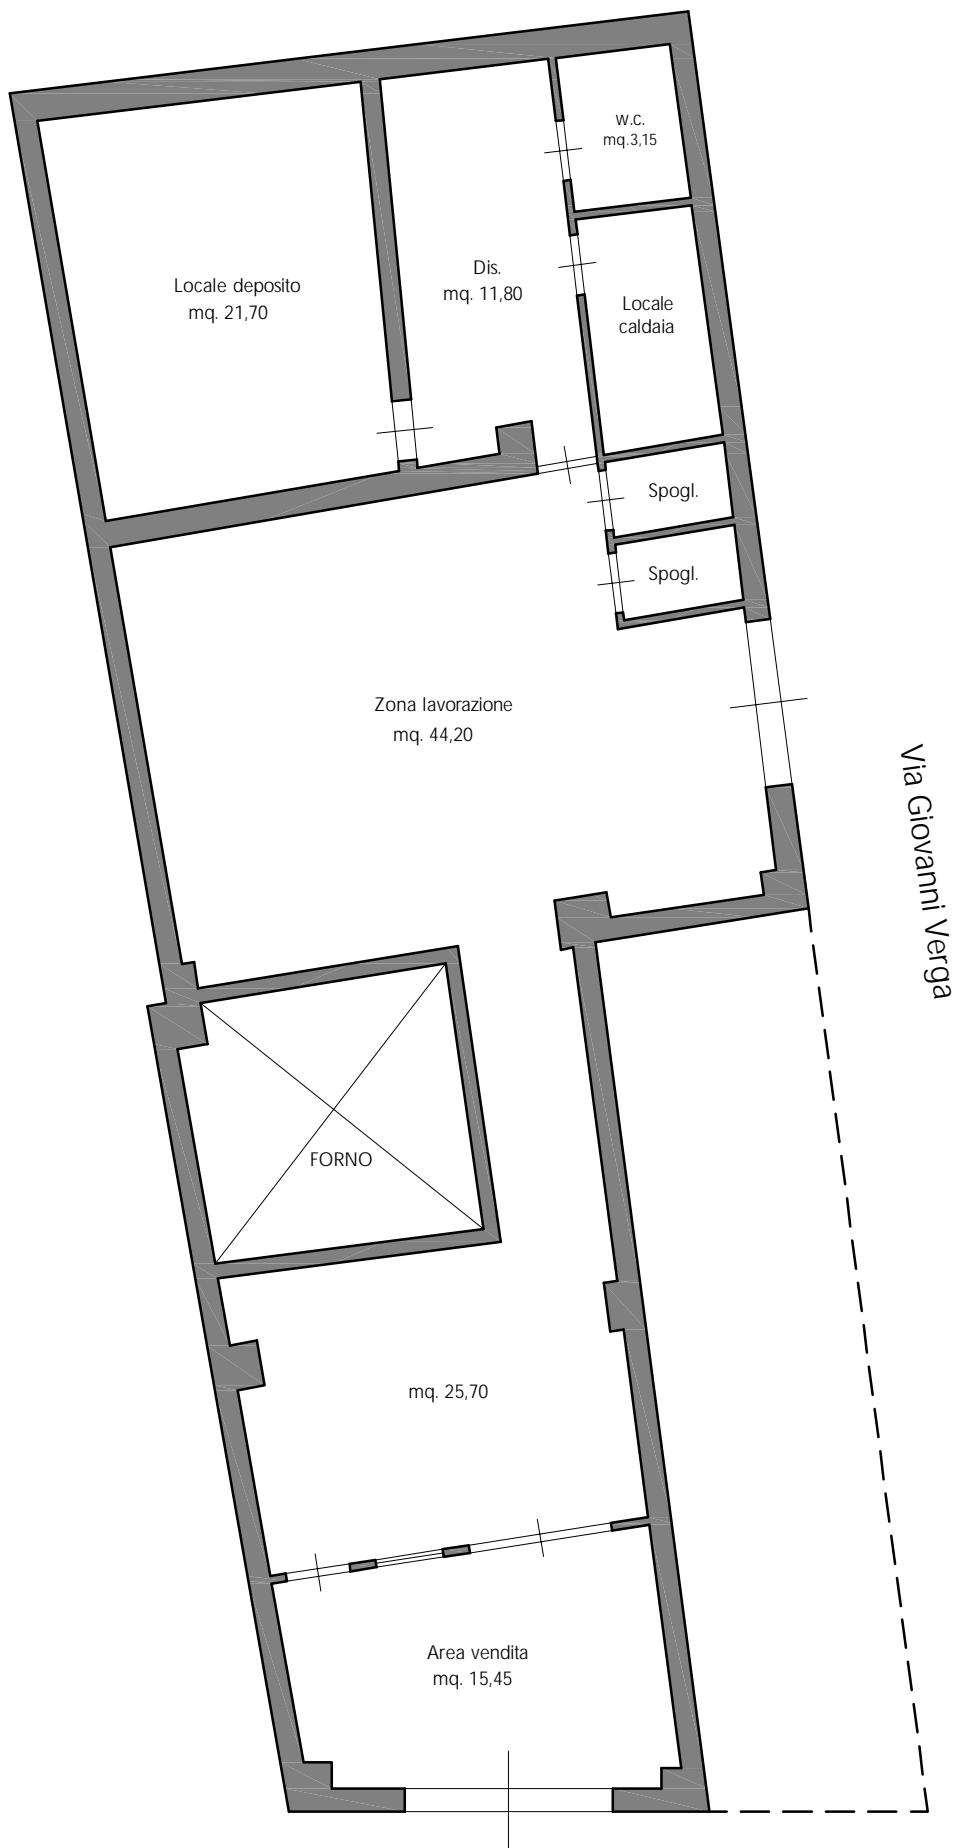 w.c.
mq.3,15
Locale deposito
mq. 21,70
Dis.
mq. 11,80
Locale
caldaia
Spogl.
Spogl.
Zona lavorazione
mq. 44,20
Via Giovanni Verga
FORNO
mq. 25,70
Area vendita
mq. 15,45